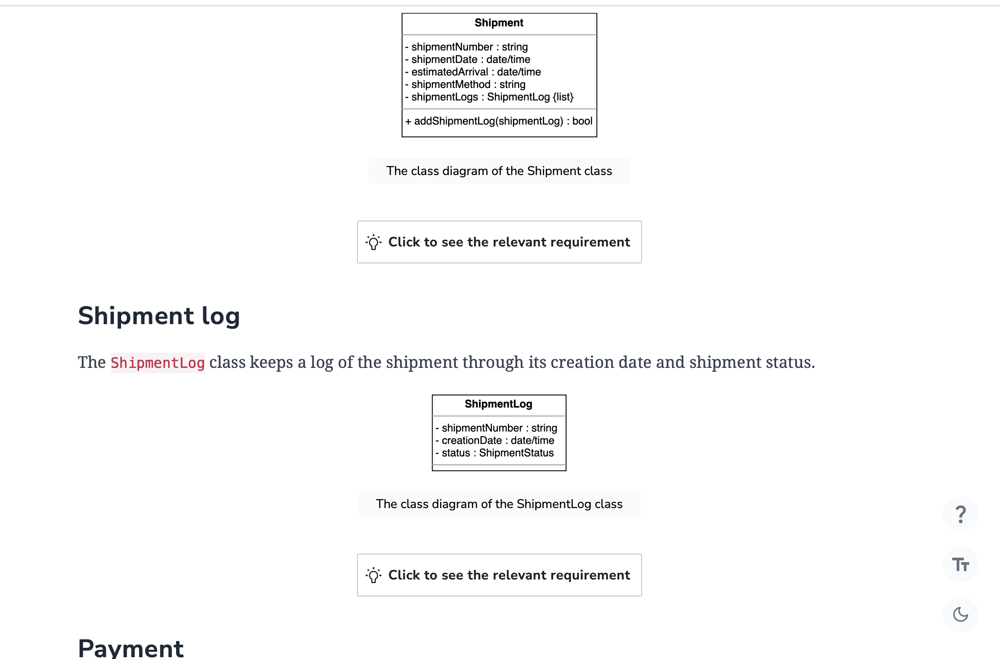 Shipment
- shipmentNumber : string
- shipmentDate : date/time
- estimatedArrival : date/time
- shipmentMethod : string
- shipmentLogs : ShipmentLog {list}
+ addShipmentLog(shipmentLog) : bool
The class diagram of the Shipment class
Click to see the relevant requirement
Shipment log
The ShipmentLog class keeps a log of the shipment through its creation date and shipment status.
ShipmentLog
- shipmentNumber : string
- creationDate : date/time
- status : ShipmentStatus
The class diagram of the ShipmentLog class
?
Tт
Click to see the relevant requirement
Payment